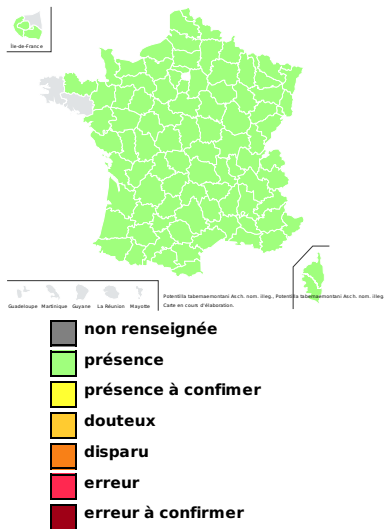 Île-de-France
Guadeloupe Martinique Guyane La Réunion Mayotte
Potentilla tabernaemontani Asch. nom. illeg., Potentilla tabernaemontani Asch. nom. illeg.
Carte en cours d'élaboration.
non renseignée
présence
présence à confimer
douteux
disparu
erreur
erreur à confirmer